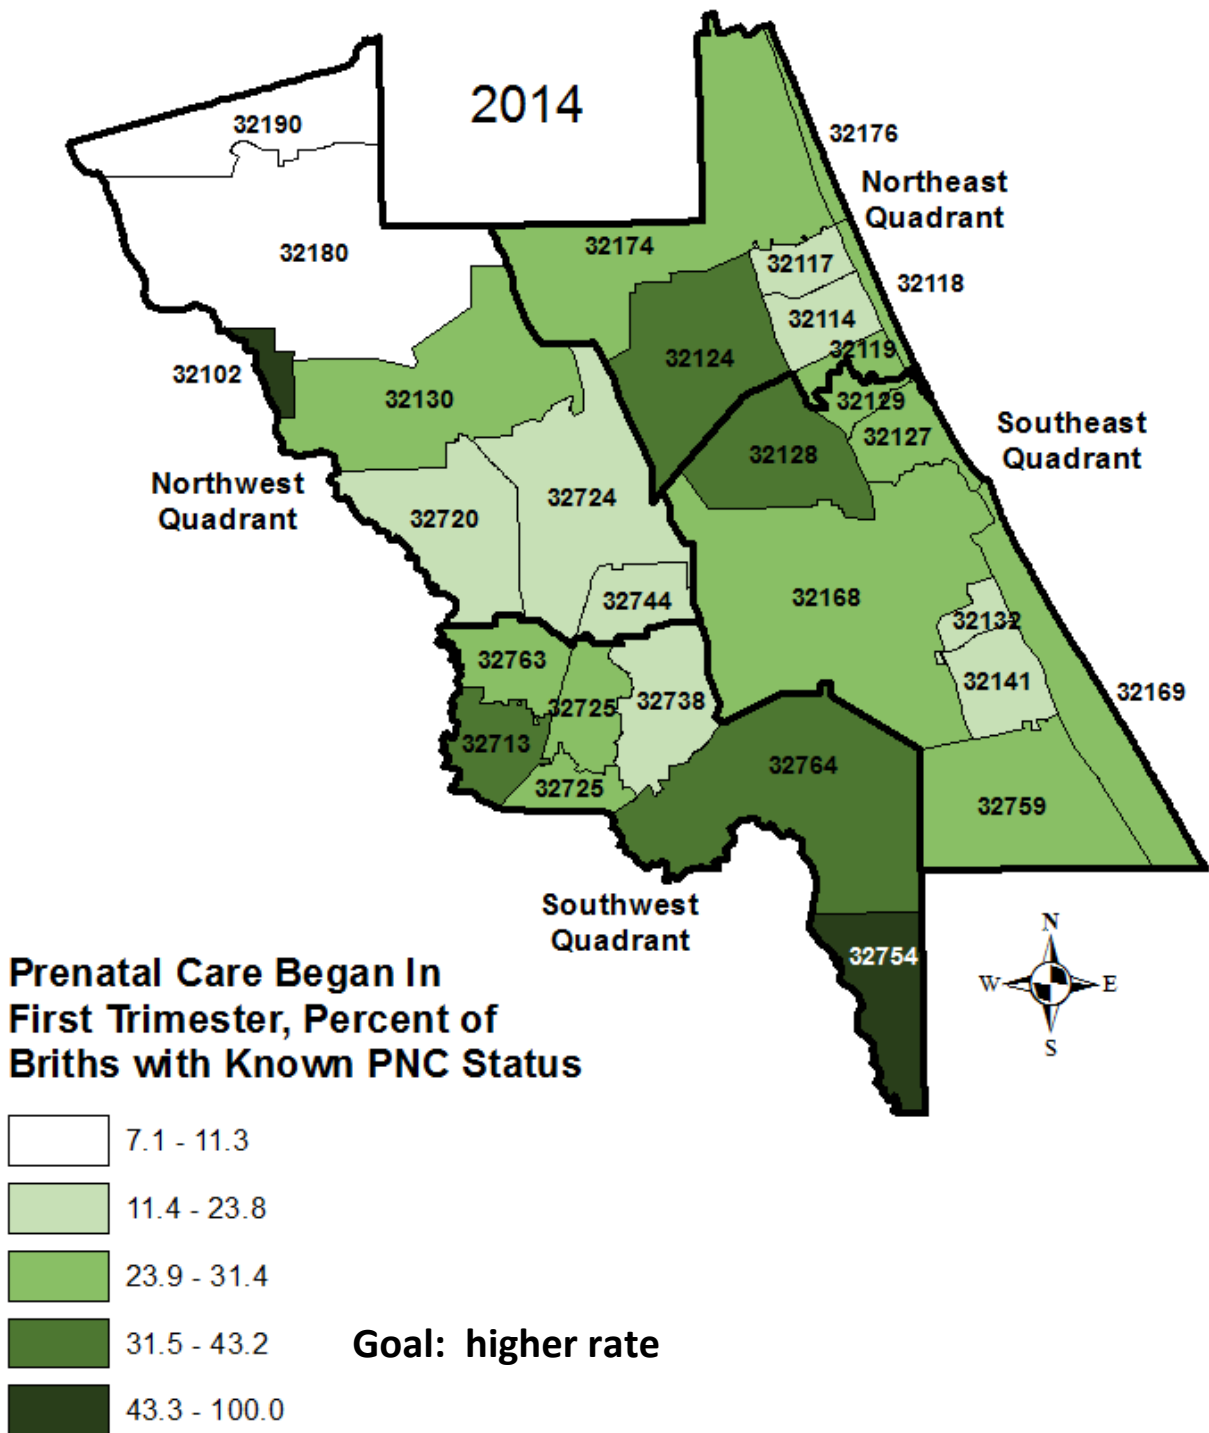 2014
32190
32176
Northeast
Quadrant
32180
32174
32117
32118
32114
32119
32124
32102
32130
32129
32127
Southeast
Quadrant
32128
Northwest
Quadrant
32724
32720
32744
32168
32132
32763
32141
32169
32738
32725
32713
32764
32725
32759
Southwest
Quadrant
32754
N
W
E
S
Prenatal Care Began In
First Trimester, Percent of
Briths with Known PNC Status
7.1 - 11.3
11.4 - 23.8
23.9 - 31.4
31.5 - 43.2
Goal: higher rate
43.3 - 100.0